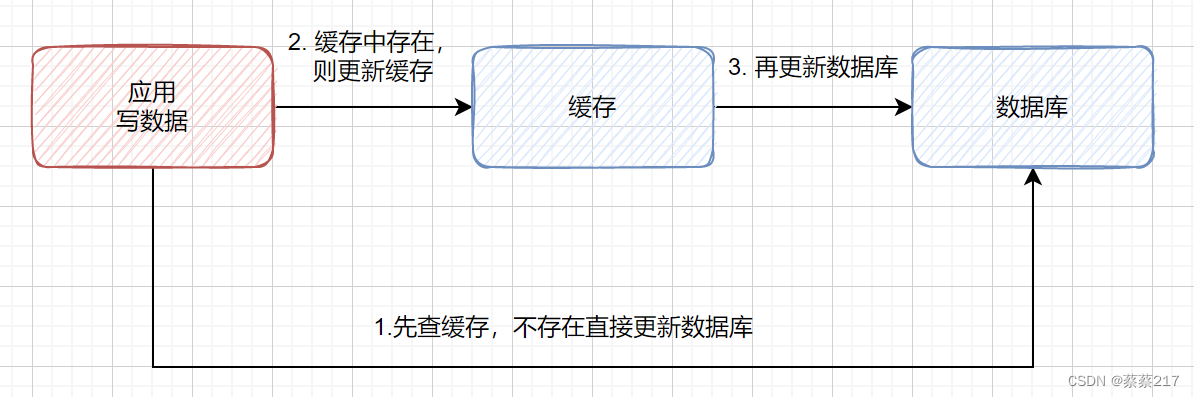 2. 缓存中存在，
则更新缓存
应用
写数据
缓存
3. 再更新数据库
数据库
1.先查缓存，不存在直接更新数据库
CSDN @蔡蔡217